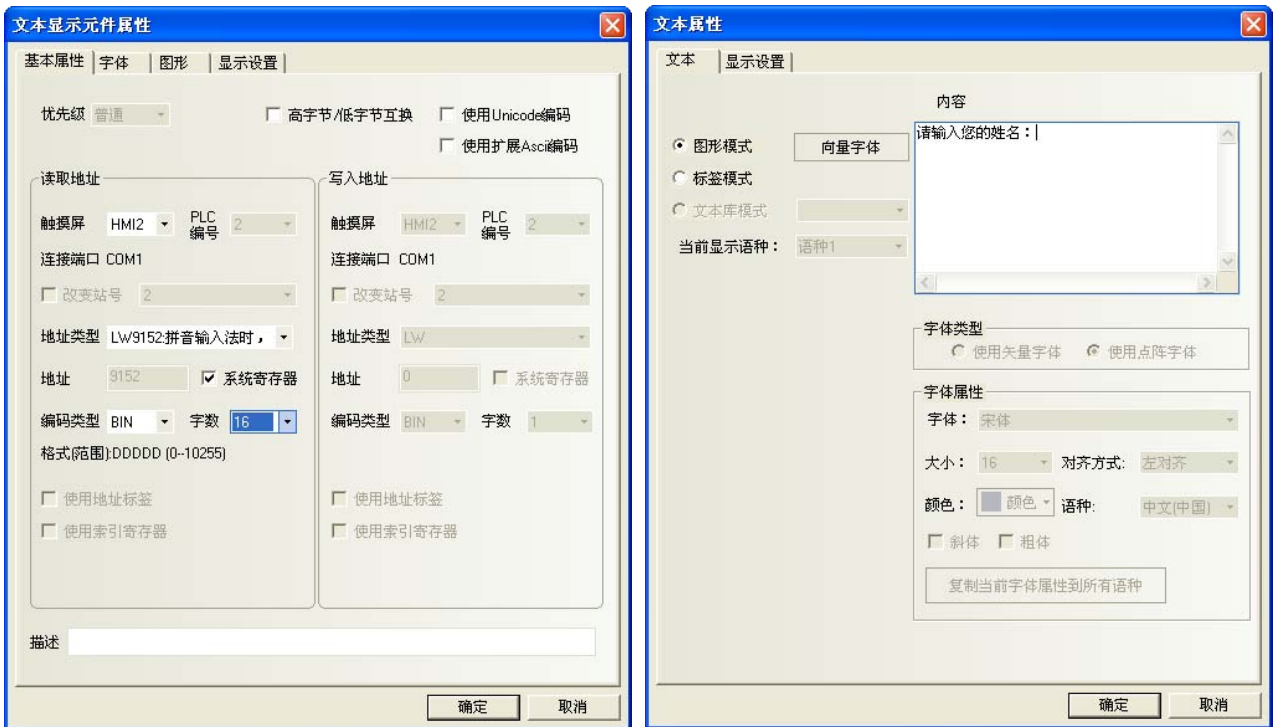 文本显示元件属性
基本属性 字体 图形 显示设置
优先级 普通 高字节/低字节互换 使用Unicode编码
使用扩展Ascii编码
读取地址 写入地址
触摸屏 HMI2 PLC编号 2 触摸屏 HMI2 PLC编号 2
连接端口 COM1 连接端口 COM1
改变站号 2 改变站号 2
地址类型 LW9152:拼音输入法时， 地址类型 LW
地址 9152 系统寄存器 地址 0 系统寄存器
编码类型 BIN 字数 16 编码类型 BIN 字数 1
格式(范围):DDDDD (0--10255)
使用地址标签 使用地址标签
使用索引寄存器 使用索引寄存器
描述
确定 取消
文本属性
文本 显示设置
内容
请输入您的姓名：
图形模式 向量字体
标签模式
文本库模式
当前显示语种： 语种1
字体类型
使用矢量字体 使用点阵字体
字体属性
字体： 宋体
大小： 16 对齐方式: 左对齐
颜色： 颜色 语种: 中文(中国)
斜体 粗体
复制当前字体属性到所有语种
确定 取消